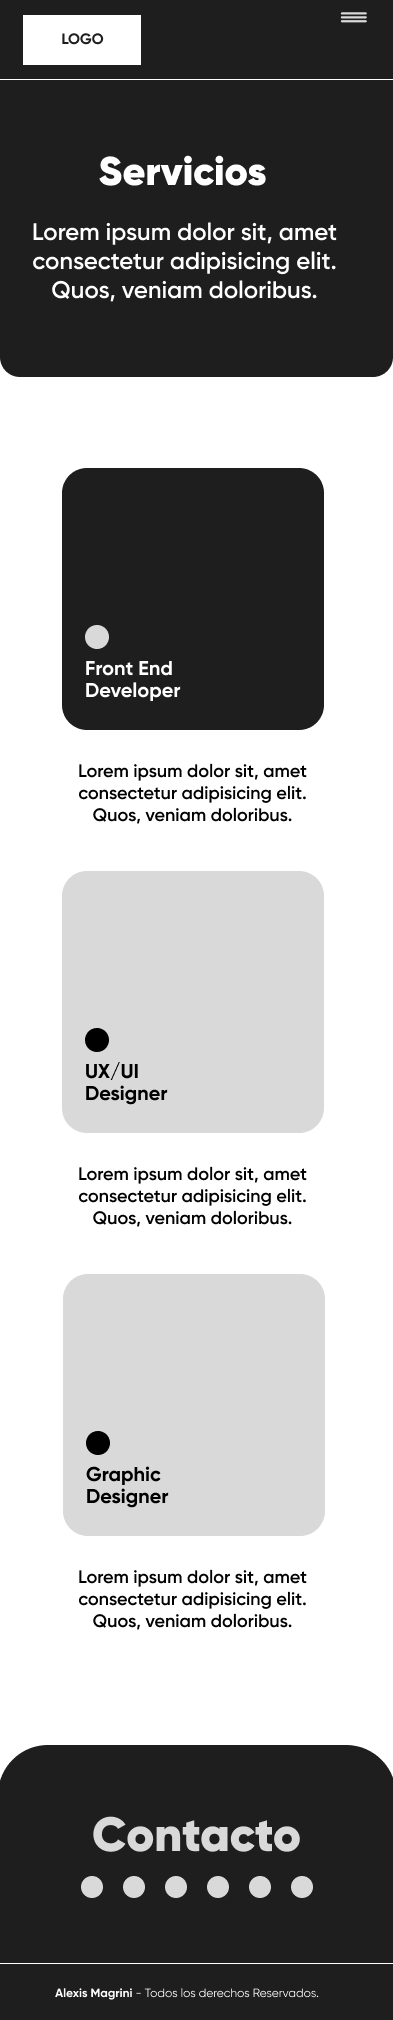 LOGO
Servicios
Lorem ipsum dolor sit, amet
consectetur adipisicing elit.
Quos, veniam doloribus.
Front End
Developer
Lorem ipsum dolor sit, amet
consectetur adipisicing elit.
Quos, veniam doloribus.
UX/UI
Designer
Lorem ipsum dolor sit, amet
consectetur adipisicing elit.
Quos, veniam doloribus.
Graphic
Designer
Lorem ipsum dolor sit, amet
consectetur adipisicing elit.
Quos, veniam doloribus.
Contacto
Alexis Magrini - Todos los derechos Reservados.